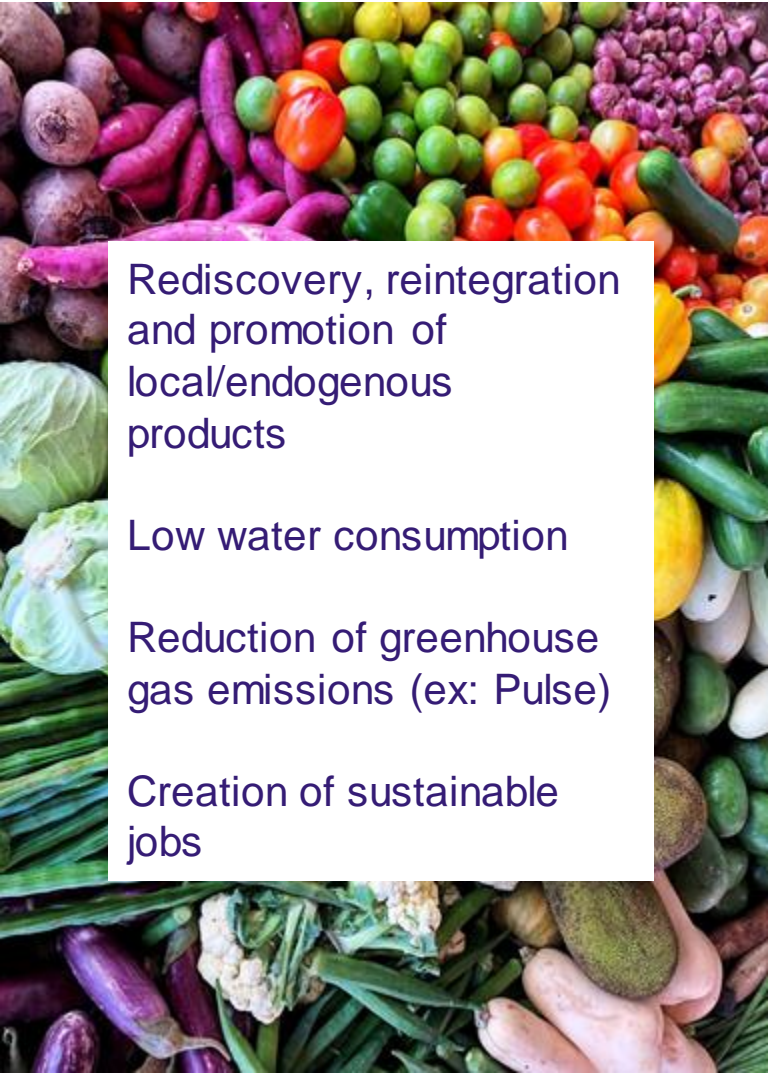 Rediscovery, reintegration
and promotion of
local/endogenous
products
Low water consumption
Reduction of greenhouse
gas emissions (ex: Pulse)
Creation of sustainable
jobs